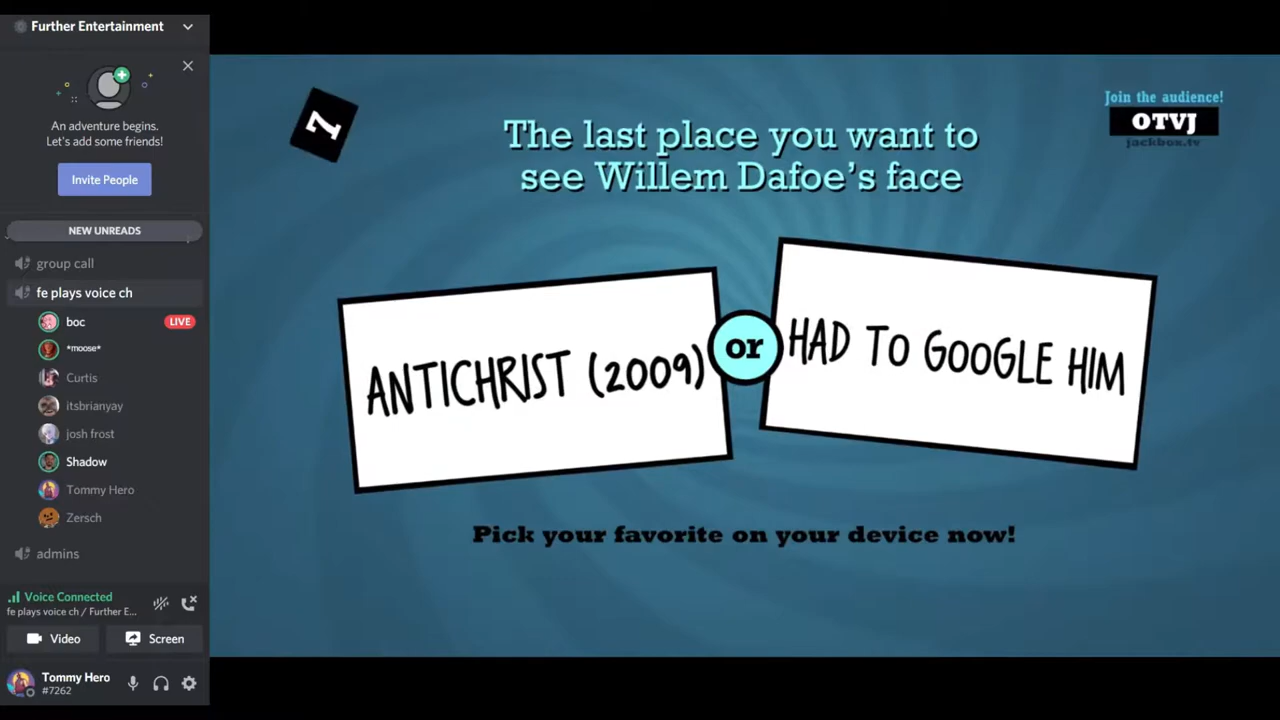 Further Entertainment
An adventure begins.
Let's add some friends!
Invite People
NEW UNREADS
group call
fe plays voice ch
boc
LIVE
*moose*
Curtis
itsbrianyay
josh frost
Shadow
Tommy Hero
Zersch
admins
Voice Connected
fe plays voice ch / Further E...
Video
Screen
Tommy Hero
#7262
7
The last place you want to
see Willem Dafoe's face
Join the audience!
OTVJ
jackbox.tv
ANTICHRIST (2009)
or
HAD TO GOOGLE HIM
Pick your favorite on your device now!